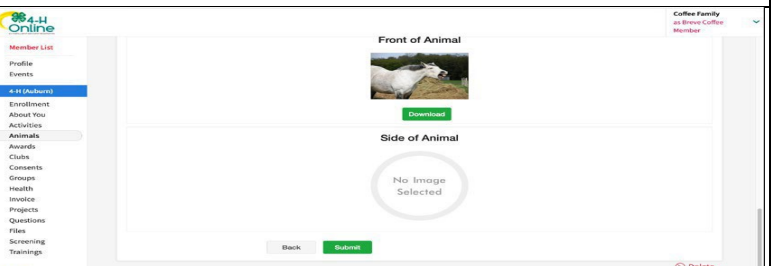 4-H
Online
Coffee Family
as Breve Coffee
Member
Member List
Profile
Events
4-H (Auburn)
Enrollment
About You
Activities
Animals
Awards
Clubs
Consents
Groups
Health
Invoice
Projects
Questions
Files
Screening
Trainings
Front of Animal
Download
Side of Animal
No Image
Selected
Back
Submit
Delete